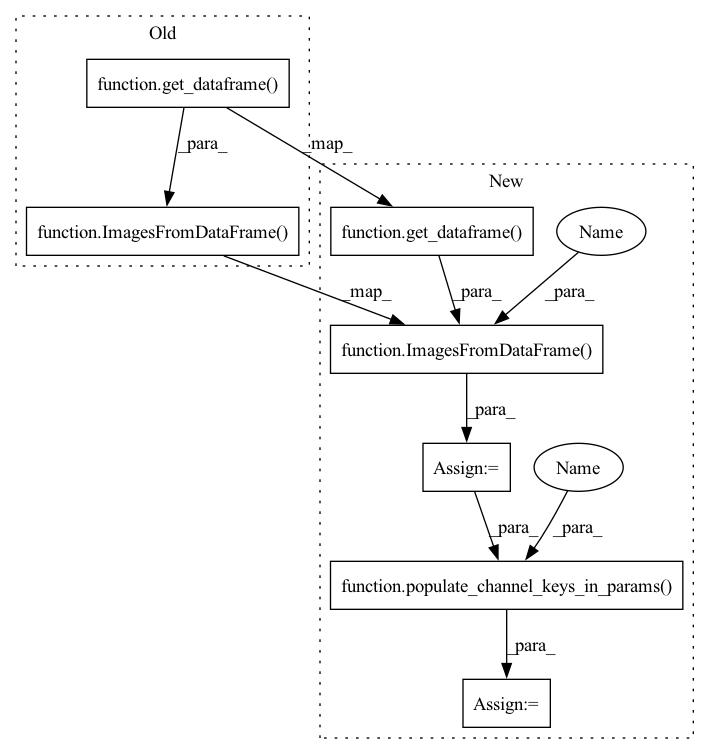 Old
function.get_dataframe()
_para_
_map_
New
function.ImagesFromDataFrame()
function.get_dataframe()
Name
_map_
_para_
_para_
function.ImagesFromDataFrame()
_para_
Assign:=
Name
_para_
_para_
function.populate_channel_keys_in_params()
_para_
Assign:=